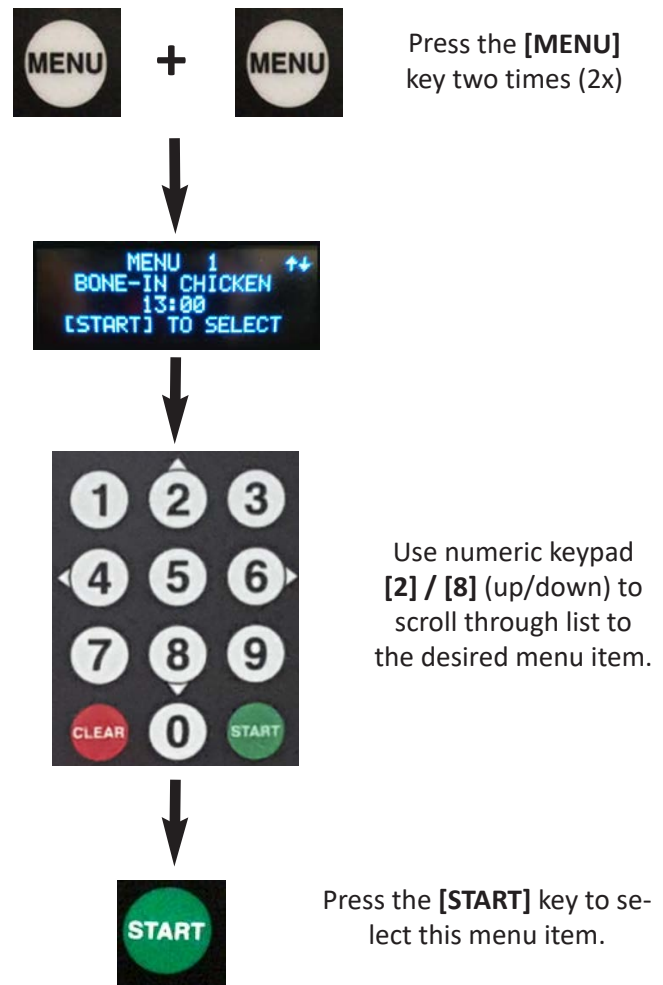 MENU + MENU
Press the [MENU]
key two times (2x)
MENU 1 ↑↓
BONE-IN CHICKEN
13:00
[START] TO SELECT
1 2 3
4 5 6
7 8 9
CLEAR 0 START
Use numeric keypad
[2] / [8] (up/down) to
scroll through list to
the desired menu item.
START
Press the [START] key to se-
lect this menu item.